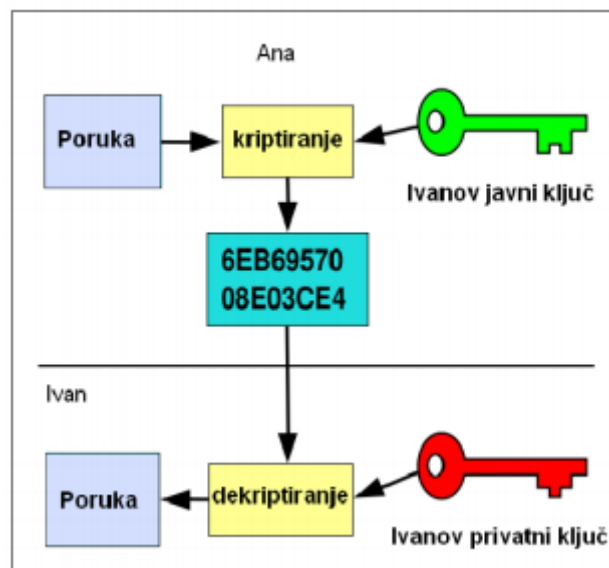 Ana
Poruka
kriptiranje
Ivanov javni ključ
6EB69570
08E03CE4
Ivan
Poruka
dekriptiranje
Ivanov privatni ključ